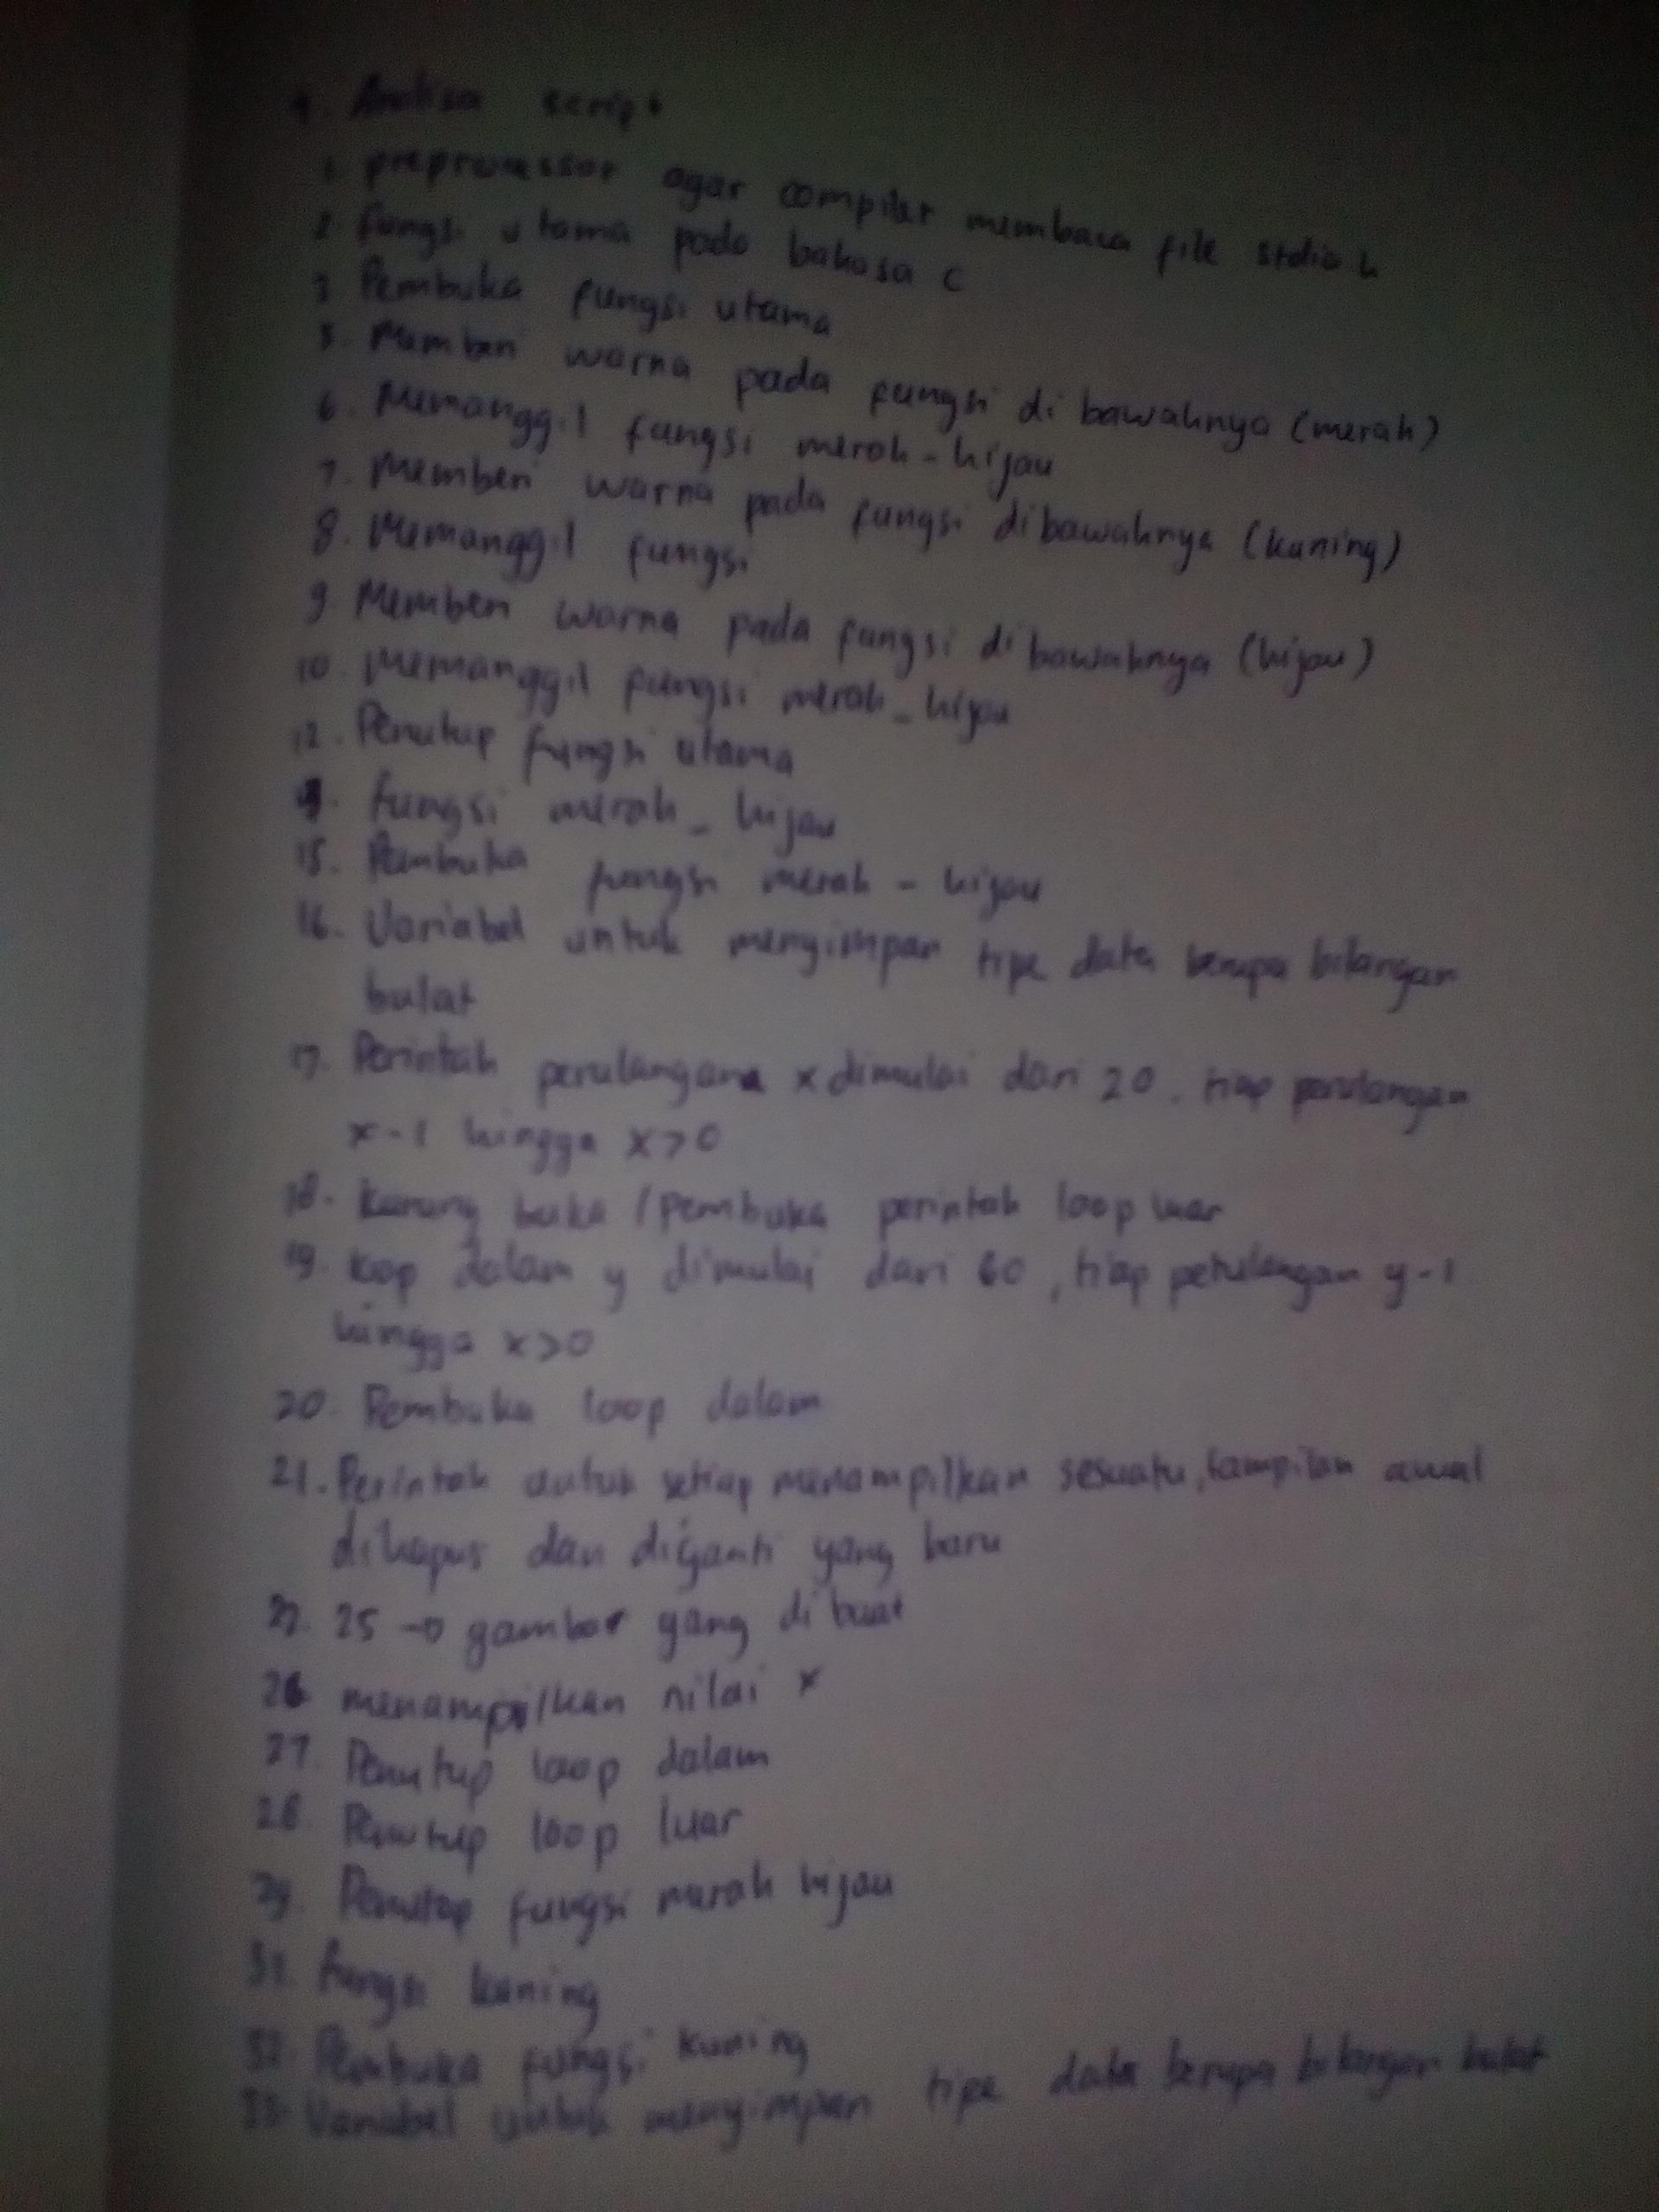 4. Analisa script
1. preprocessor agar compiler membaca file stdio h
2. Fungsi utama pada bahasa c
3 Pembuka fungsi utama
5. Memberi warna pada fungsi di bawahnya (merah)
6. Memanggil fungsi merah-hijau
7. Memberi warna pada fungsi dibawahnya (kuning)
8. Memanggil fungsi
9 Memberi warna pada fungsi dibawahnya (hijau)
10. Memanggil fungsi merah_hijau
12. Penutup fungsi utama
14. fungsi merah_hijau
15. Pembuka fungsi merah-hijau
16. Variabel untuk menyimpan tipe data berupa bilangan
bulat
17. Perintah perulangan x dimulai dari 20, tiap perulangan
x-1 hingga x>0
18. kurung buka /Pembuka perintah loop luar
19. loop dalam y dimulai dari 60, tiap perulangan y-1
hingga x>0
20. Pembuka loop dalam
21. Perintah untuk setiap menampilkan sesuatu, tampilan awal
dihapus dan diganti yang baru
22. 25 → gambar yang dibuat
26 menampilkan nilai x
27. Penutup loop dalam
28. Penutup loop luar
29. Penutup fungsi merah hijau
31. fungsi kuning
32. Pembuka fungsi kuning
33. Variabel untuk menyimpan tipe data berupa bilangan bulat